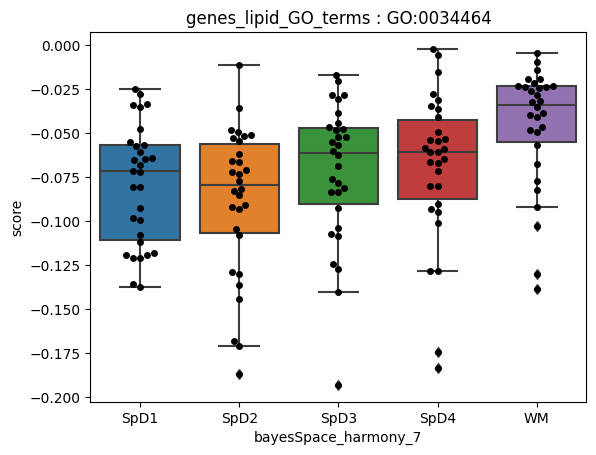 genes_lipid_GO_terms : GO:0034464
0.000
−0.025
−0.050
−0.075
−0.100
−0.125
−0.150
−0.175
−0.200
score
SpD1 SpD2 SpD3 SpD4 WM
bayesSpace_harmony_7